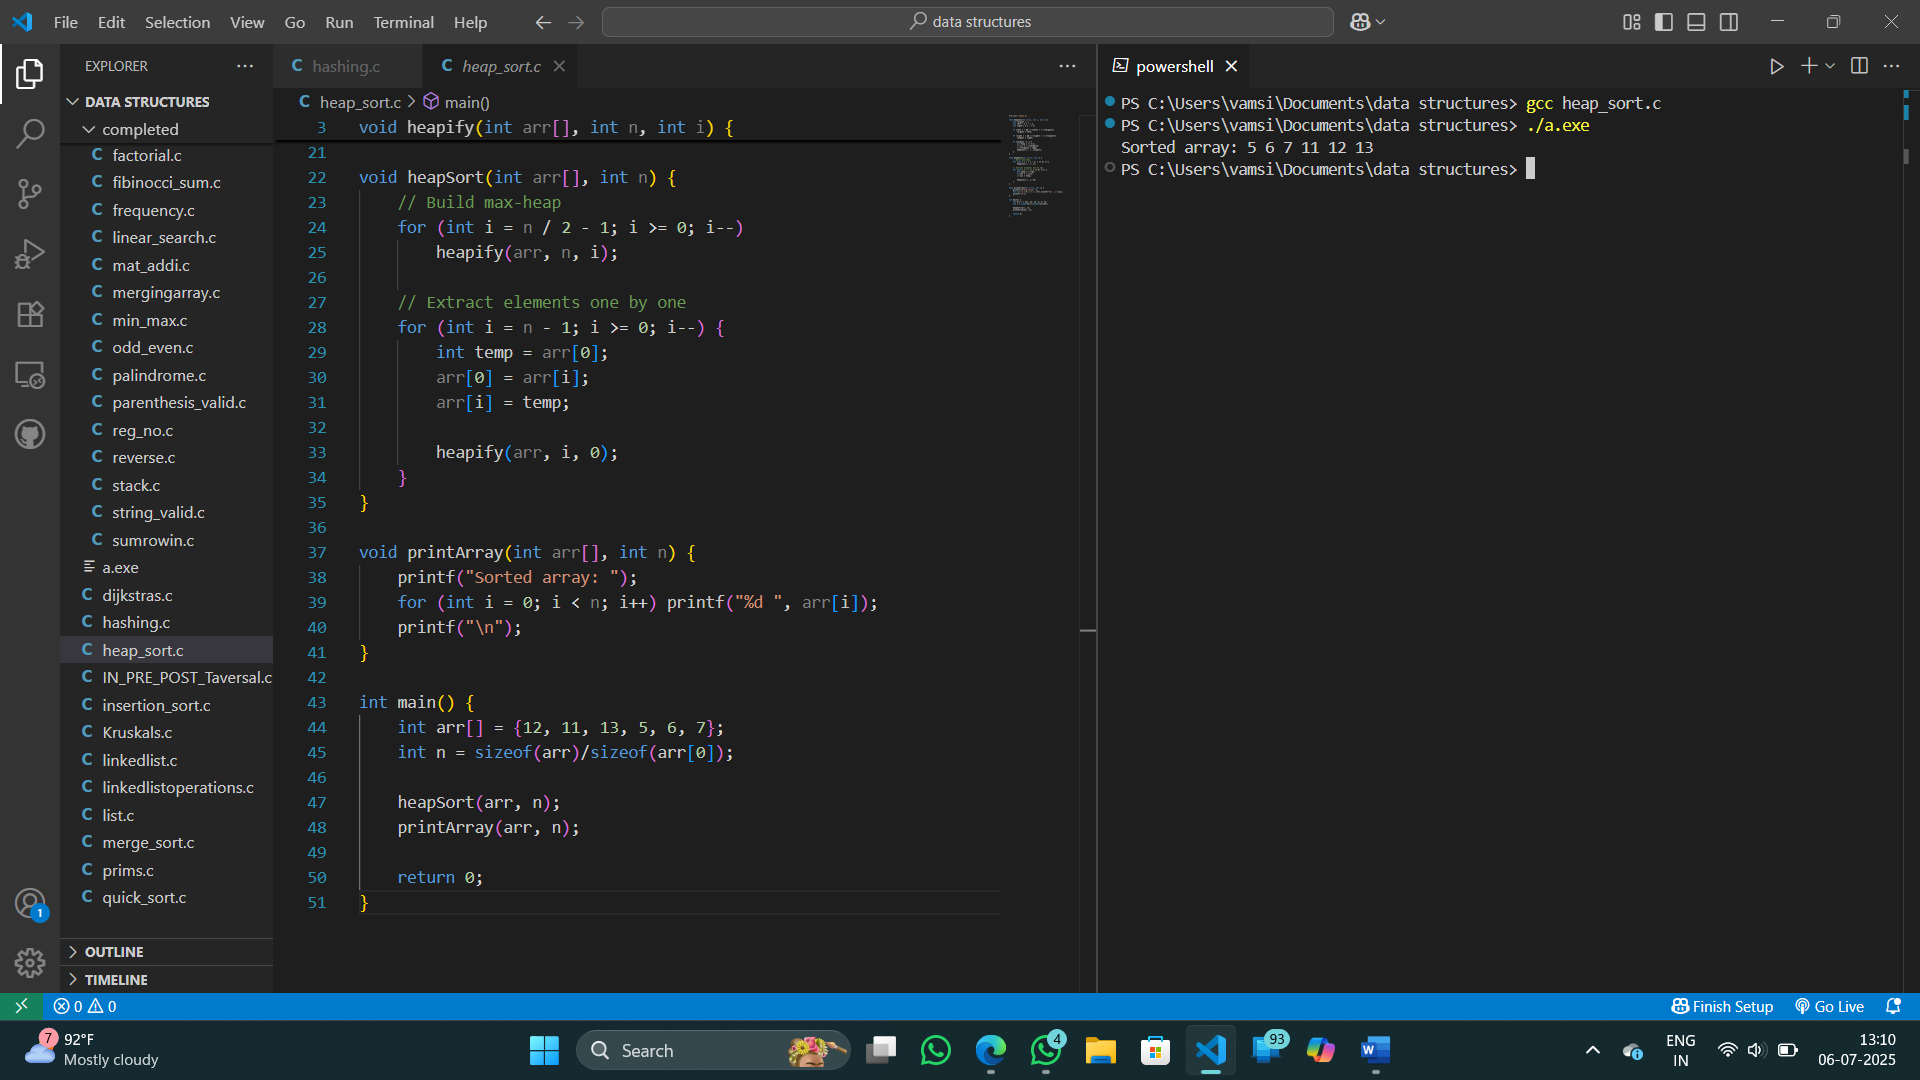 File Edit Selection View Go Run Terminal Help
data structures
EXPLORER
DATA STRUCTURES
completed
factorial.c
fibinocci_sum.c
frequency.c
linear_search.c
mat_addi.c
mergingarray.c
min_max.c
odd_even.c
palindrome.c
parenthesis_valid.c
reg_no.c
reverse.c
stack.c
string_valid.c
sumrowin.c
a.exe
dijkstras.c
hashing.c
heap_sort.c
IN_PRE_POST_Taversal.c
insertion_sort.c
Kruskals.c
linkedlist.c
linkedlistoperations.c
list.c
merge_sort.c
prims.c
quick_sort.c
OUTLINE
TIMELINE
1
C hashing.c
C heap_sort.c
C heap_sort.c > main()
3 void heapify(int arr[], int n, int i) {
21
22 void heapSort(int arr[], int n) {
23 // Build max-heap
24 for (int i = n / 2 - 1; i >= 0; i--)
25 heapify(arr, n, i);
26
27 // Extract elements one by one
28 for (int i = n - 1; i >= 0; i--) {
29 int temp = arr[0];
30 arr[0] = arr[i];
31 arr[i] = temp;
32
33 heapify(arr, i, 0);
34 }
35 }
36
37 void printArray(int arr[], int n) {
38 printf("Sorted array: ");
39 for (int i = 0; i < n; i++) printf("%d ", arr[i]);
40 printf("\n");
41 }
42
43 int main() {
44 int arr[] = {12, 11, 13, 5, 6, 7};
45 int n = sizeof(arr)/sizeof(arr[0]);
46
47 heapSort(arr, n);
48 printArray(arr, n);
49
50 return 0;
51 }
powershell
PS C:\Users\vamsi\Documents\data structures> gcc heap_sort.c
PS C:\Users\vamsi\Documents\data structures> ./a.exe
Sorted array: 5 6 7 11 12 13
PS C:\Users\vamsi\Documents\data structures>
0 0
Finish Setup
Go Live
7
92°F
Mostly cloudy
Search
4
93
ENG
IN
13:10
06-07-2025